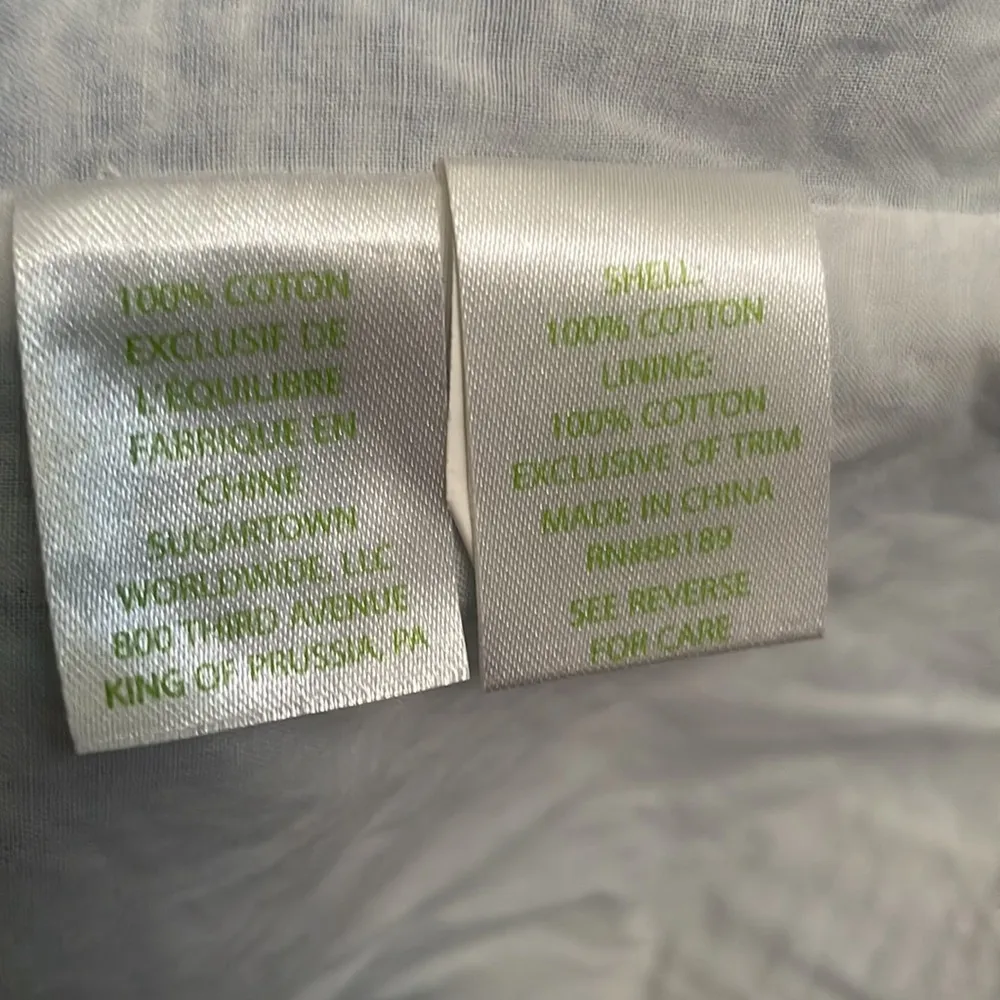 100% COTON
EXCLUSIF DE
L'ÉQUILIBRE
FABRIQUE EN
CHINE
SUGARTOWN
WORLDWIDE, LLC
800 THIRD AVENUE
KING OF PRUSSIA, PA
SHELL:
100% COTTON
LINING:
100% COTTON
EXCLUSIVE OF TRIM
MADE IN CHINA
RN#88189
SEE REVERSE
FOR CARE